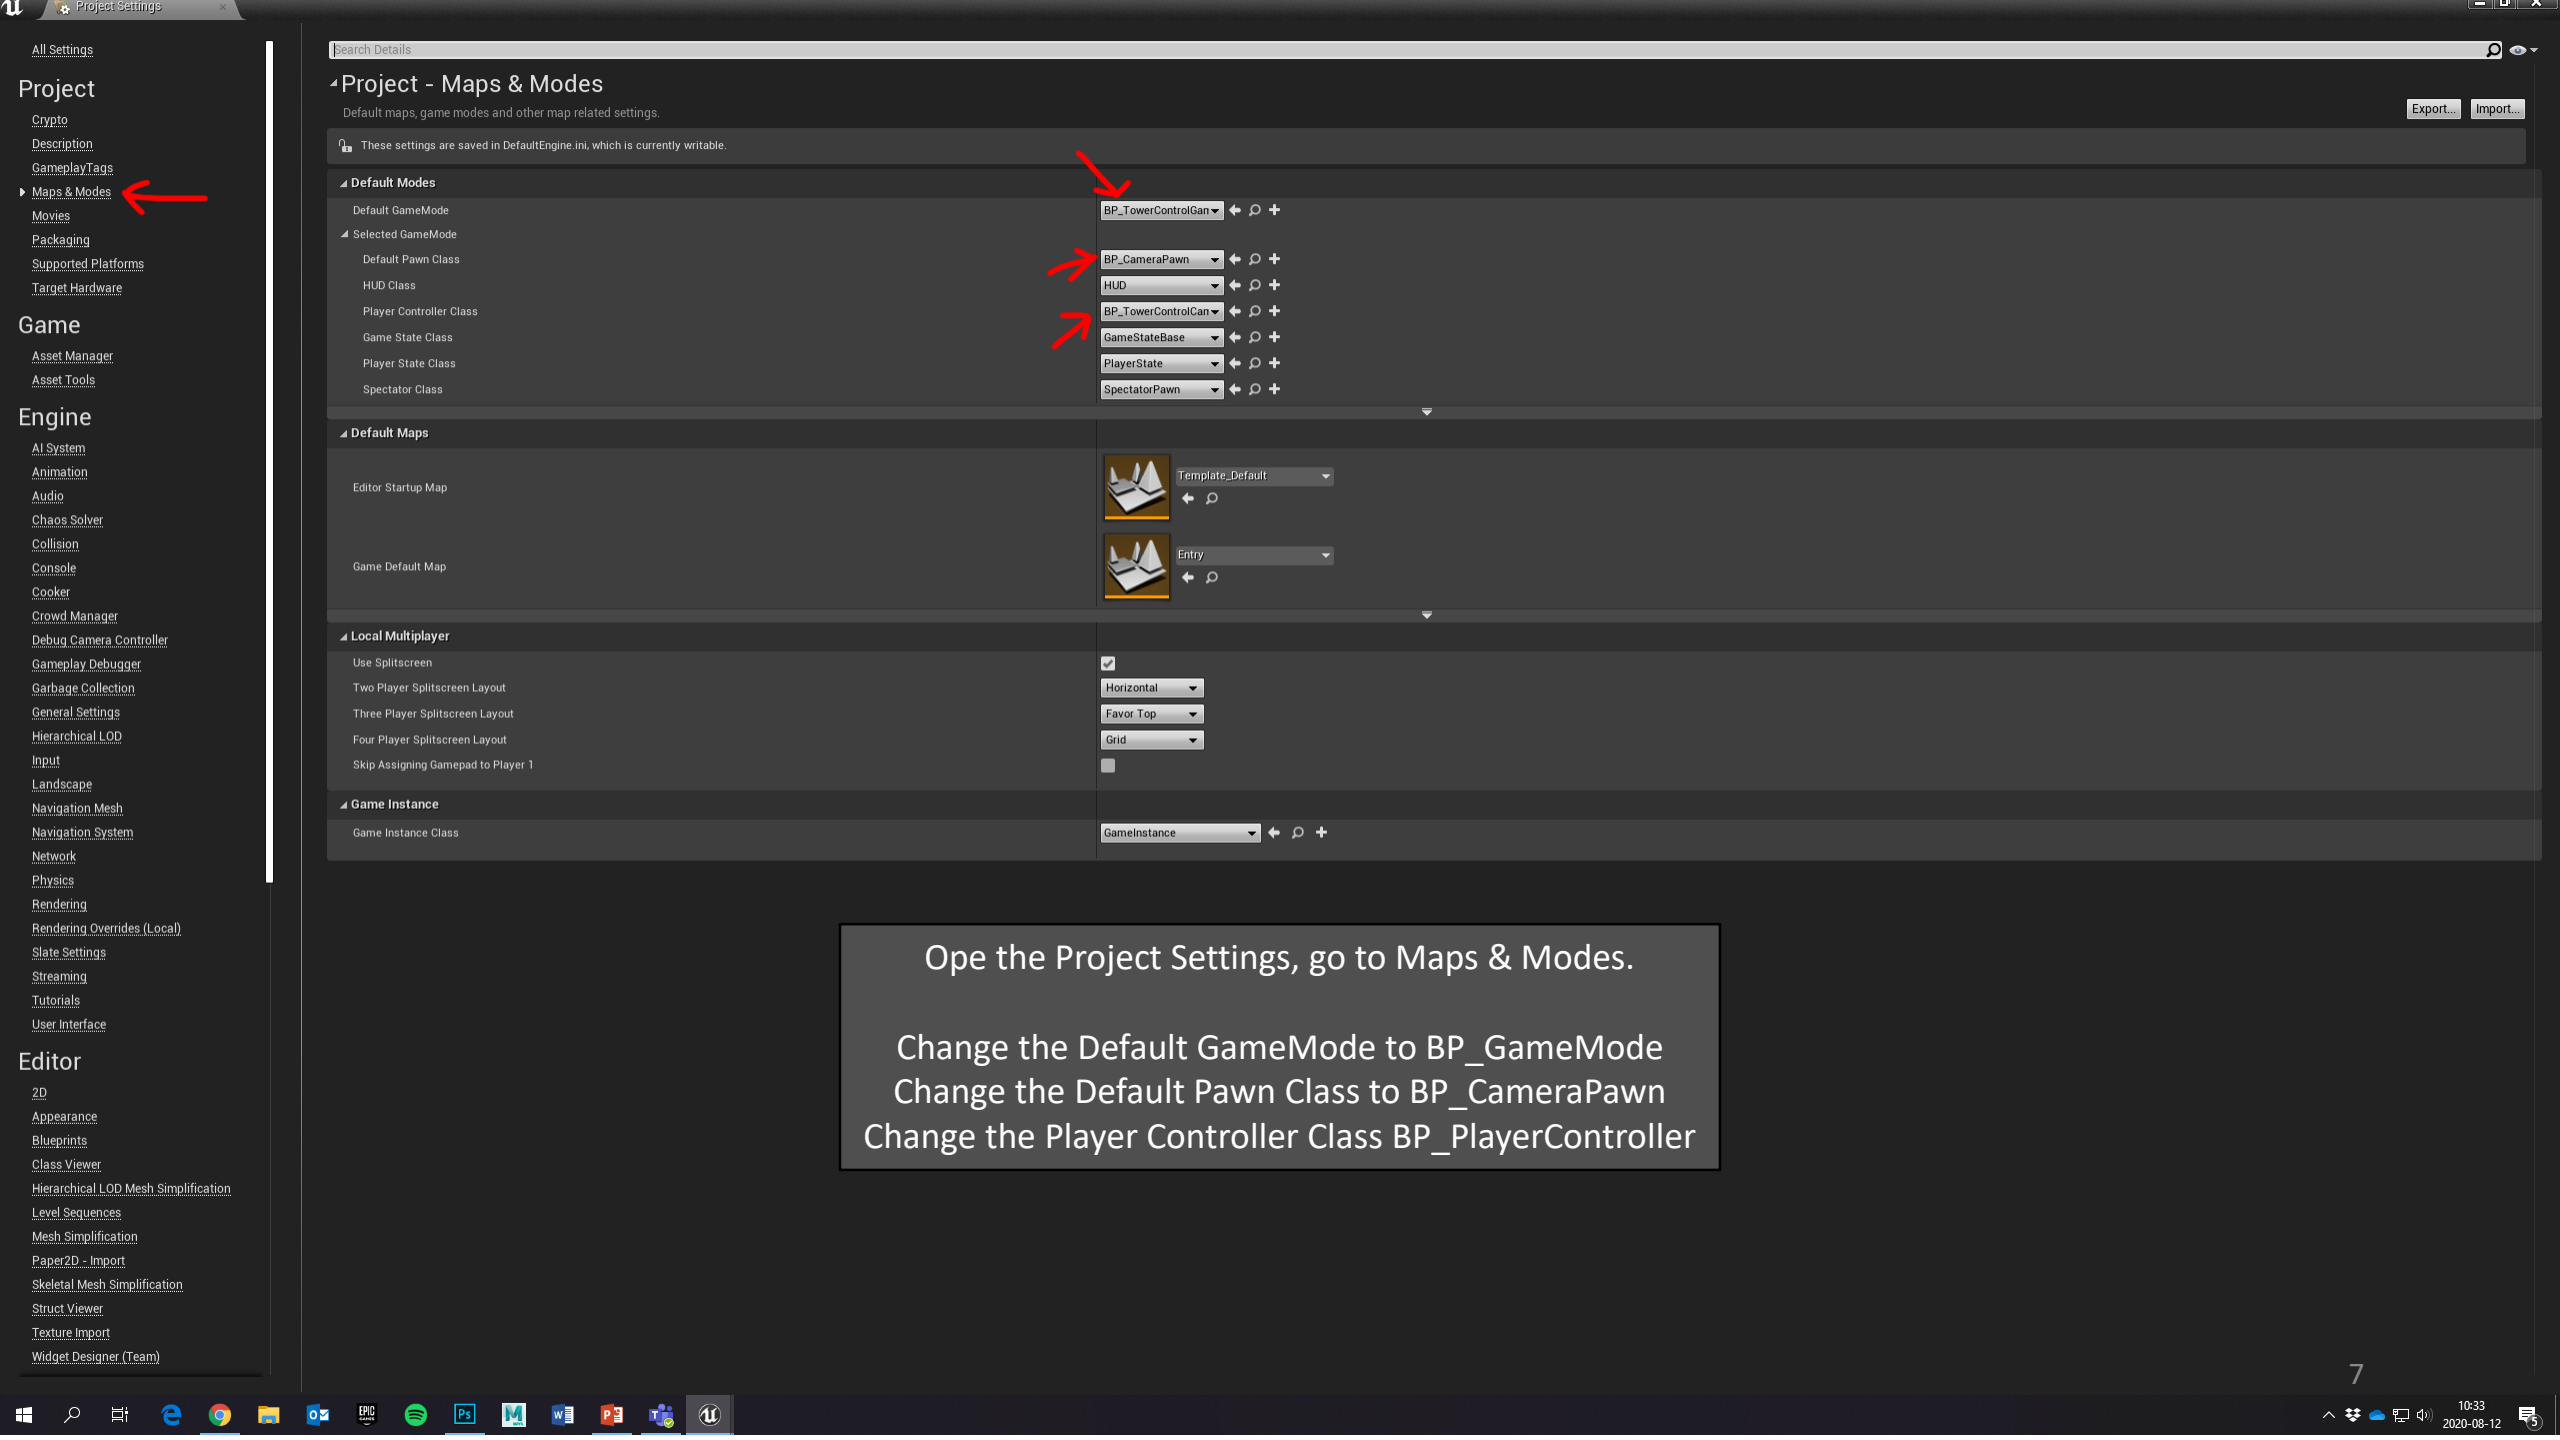 Project Settings
All Settings
Project
Crypto
Description
GameplayTags
Maps & Modes
Movies
Packaging
Supported Platforms
Target Hardware
Game
Asset Manager
Asset Tools
Engine
AI System
Animation
Audio
Chaos Solver
Collision
Console
Cooker
Crowd Manager
Debug Camera Controller
Gameplay Debugger
Garbage Collection
General Settings
Hierarchical LOD
Input
Landscape
Navigation Mesh
Navigation System
Network
Physics
Rendering
Rendering Overrides (Local)
Slate Settings
Streaming
Tutorials
User Interface
Editor
2D
Appearance
Blueprints
Class Viewer
Hierarchical LOD Mesh Simplification
Level Sequences
Mesh Simplification
Paper2D - Import
Skeletal Mesh Simplification
Struct Viewer
Texture Import
Widget Designer (Team)
Search Details
Project - Maps & Modes
Default maps, game modes and other map related settings.
Export... Import...
These settings are saved in DefaultEngine.ini, which is currently writable.
Default Modes
Default GameMode BP_TowerControlGan
Selected GameMode
Default Pawn Class BP_CameraPawn
HUD Class HUD
Player Controller Class BP_TowerControlCan
Game State Class GameStateBase
Player State Class PlayerState
Spectator Class SpectatorPawn
Default Maps
Editor Startup Map Template_Default
Game Default Map Entry
Local Multiplayer
Use Splitscreen
Two Player Splitscreen Layout Horizontal
Three Player Splitscreen Layout Favor Top
Four Player Splitscreen Layout Grid
Skip Assigning Gamepad to Player 1
Game Instance
Game Instance Class GameInstance
Ope the Project Settings, go to Maps & Modes.
Change the Default GameMode to BP_GameMode
Change the Default Pawn Class to BP_CameraPawn
Change the Player Controller Class BP_PlayerController
7
EPIC GAMES
Ps
10:33
2020-08-12
5